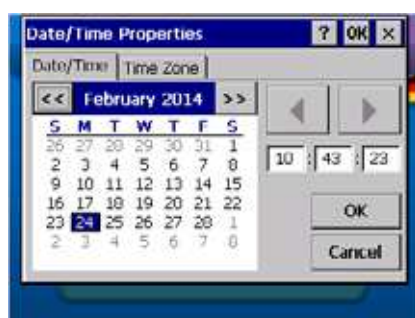 Date/Time Properties ? OK ×
Date/Time Time Zone
<< February 2014 >>
S M T W T F S
26 27 28 29 30 31 1
2 3 4 5 6 7 8
9 10 11 12 13 14 15
16 17 18 19 20 21 22
23 24 25 26 27 28 1
2 3 4 5 6 7 8
10 : 43 : 23
OK
Cancel